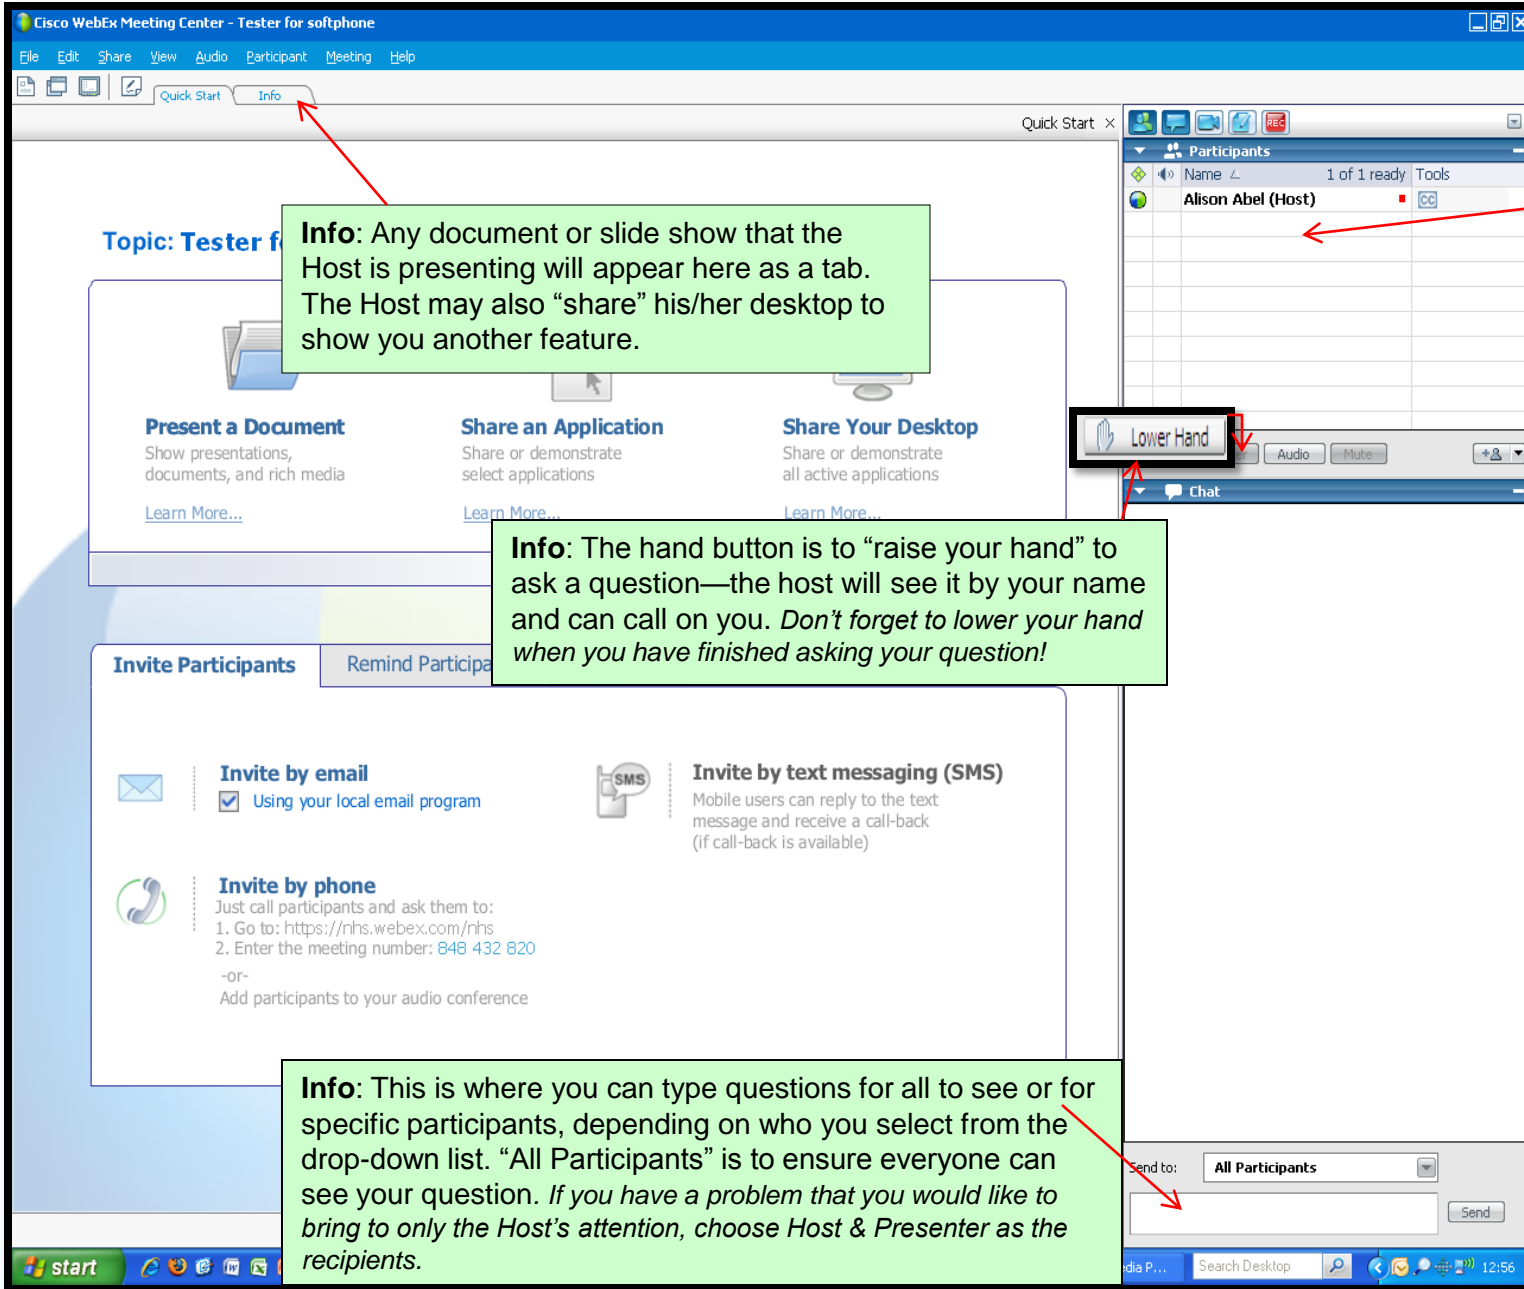 Cisco WebEx Meeting Center - Tester for softphone
File Edit Share View Audio Participant Meeting Help
Quick Start Info
Quick Start ×
REC
Participants
Name 1 of 1 ready Tools
Alison Abel (Host) CC
Topic: Tester f
Info: Any document or slide show that the
Host is presenting will appear here as a tab.
The Host may also “share” his/her desktop to
show you another feature.
Present a Document
Show presentations,
documents, and rich media
Learn More...
Share an Application
Share or demonstrate
select applications
Learn More...
Share Your Desktop
Share or demonstrate
all active applications
Learn More...
Lower Hand
Audio Mute
Chat
Info: The hand button is to “raise your hand” to
ask a question—the host will see it by your name
and can call on you. Don’t forget to lower your hand
when you have finished asking your question!
Invite Participants Remind Participa
Invite by email
Using your local email program
SMS
Invite by text messaging (SMS)
Mobile users can reply to the text
message and receive a call-back
(if call-back is available)
Invite by phone
Just call participants and ask them to:
1. Go to: https://nhs.webex.com/nhs
2. Enter the meeting number: 848 432 820
-or-
Add participants to your audio conference
Info: This is where you can type questions for all to see or for
specific participants, depending on who you select from the
drop-down list. “All Participants” is to ensure everyone can
see your question. If you have a problem that you would like to
bring to only the Host’s attention, choose Host & Presenter as the
recipients.
Send to: All Participants
Send
start
edia P... Search Desktop 12:56